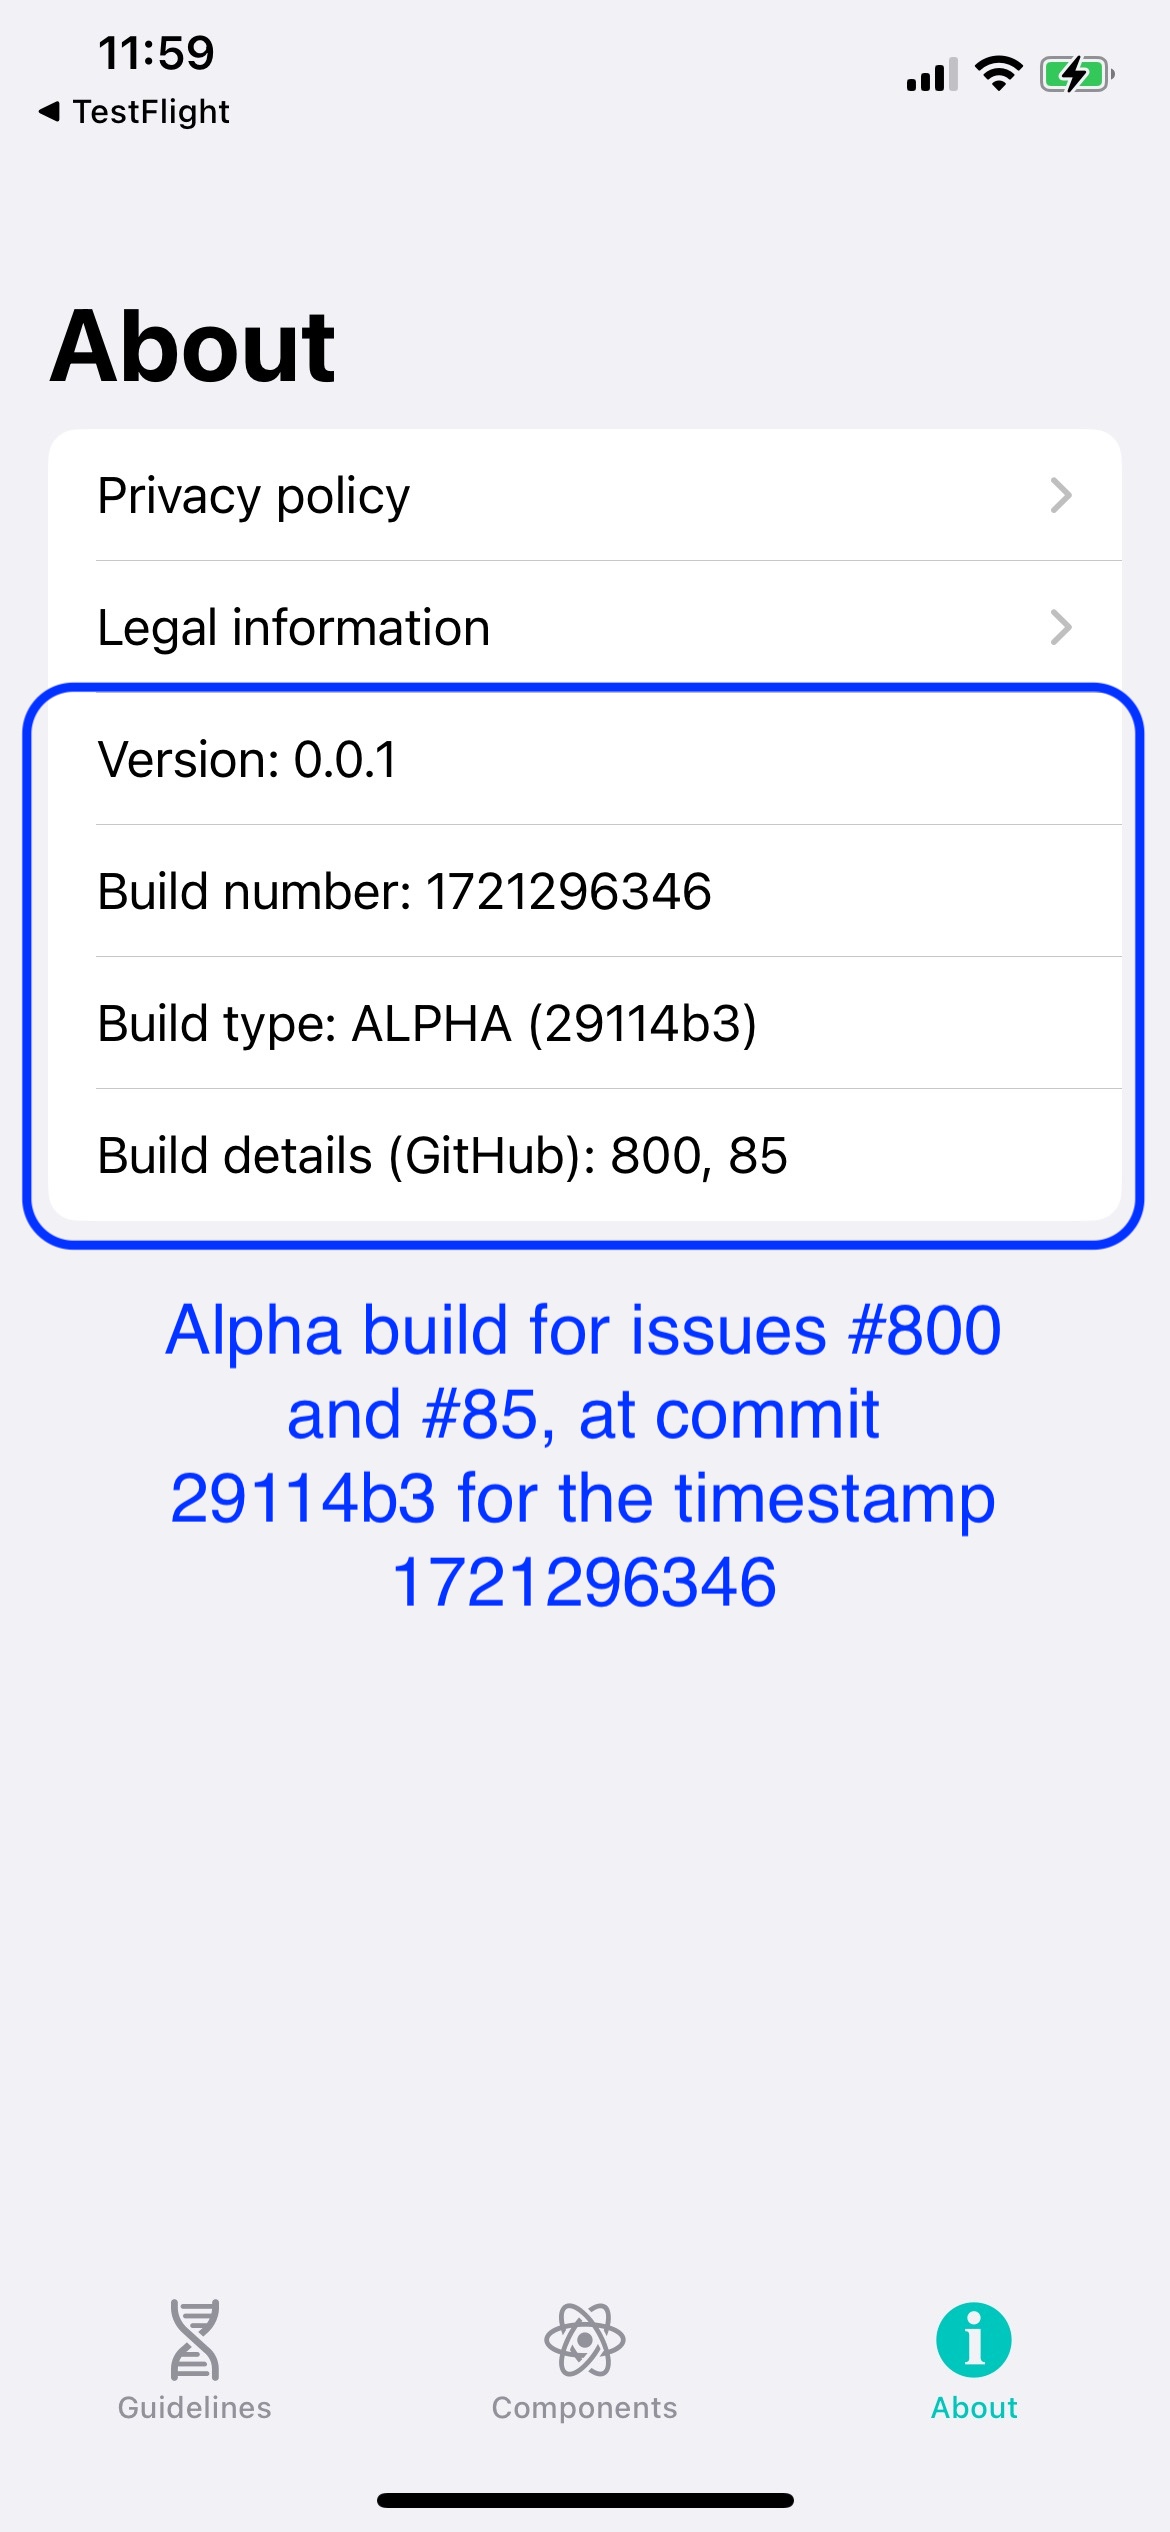 11:59
TestFlight
About
Privacy policy
Legal information
Version: 0.0.1
Build number: 1721296346
Build type: ALPHA (29114b3)
Build details (GitHub): 800, 85
Alpha build for issues #800
and #85, at commit
29114b3 for the timestamp
1721296346
Guidelines
Components
About